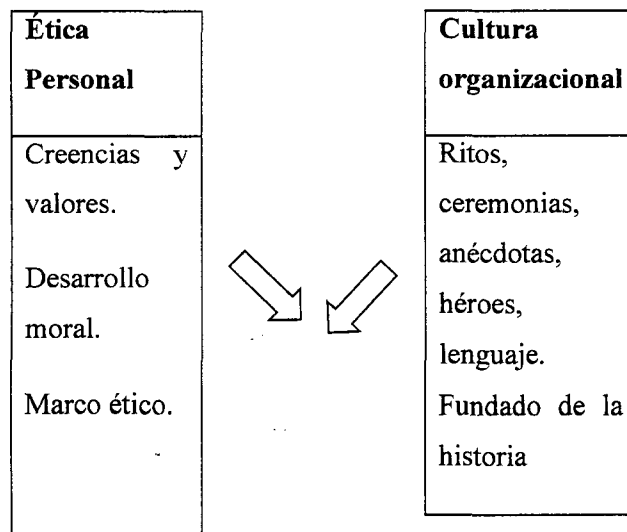 Ética
Personal
Creencias y
valores.
Desarrollo
moral.
Marco ético.
Cultura
organizacional
Ritos,
ceremonias,
anécdotas,
héroes,
lenguaje.
Fundado de la
historia